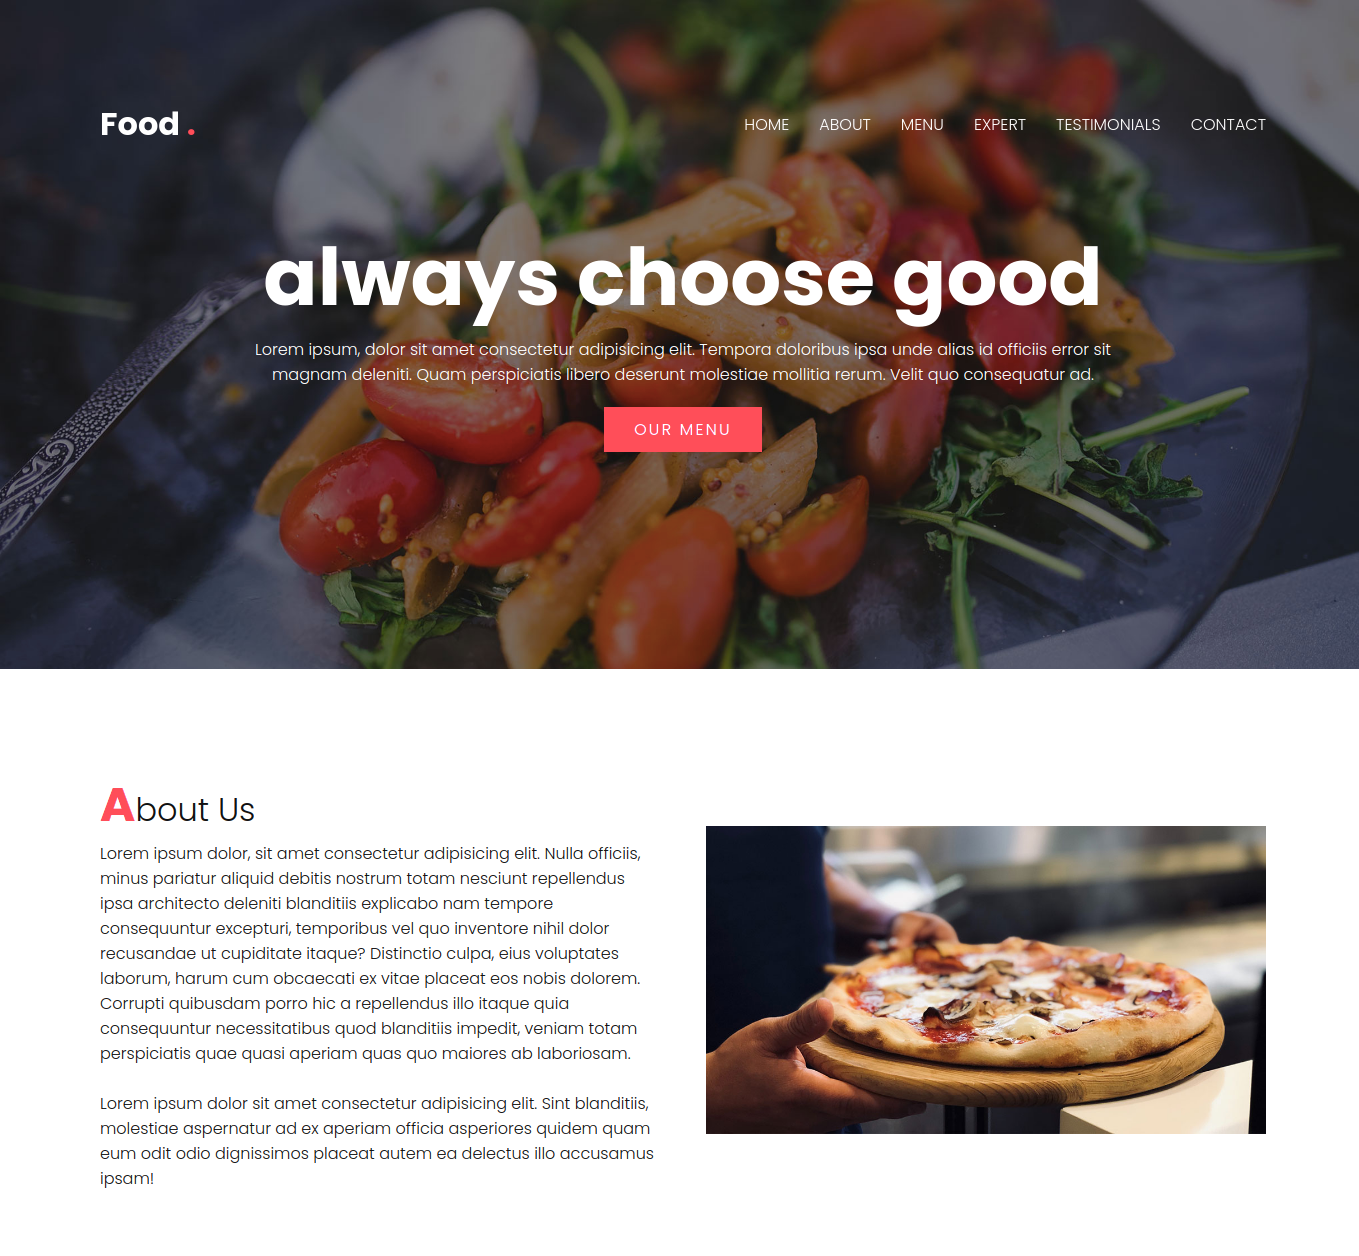 Food .
HOME ABOUT MENU EXPERT TESTIMONIALS CONTACT
always choose good
Lorem ipsum, dolor sit amet consectetur adipisicing elit. Tempora doloribus ipsa unde alias id officiis error sit
magnam deleniti. Quam perspiciatis libero deserunt molestiae mollitia rerum. Velit quo consequatur ad.
OUR MENU
About Us
Lorem ipsum dolor, sit amet consectetur adipisicing elit. Nulla officiis,
minus pariatur aliquid debitis nostrum totam nesciunt repellendus
ipsa architecto deleniti blanditiis explicabo nam tempore
consequuntur excepturi, temporibus vel quo inventore nihil dolor
recusandae ut cupiditate itaque? Distinctio culpa, eius voluptates
laborum, harum cum obcaecati ex vitae placeat eos nobis dolorem.
Corrupti quibusdam porro hic a repellendus illo itaque quia
consequuntur necessitatibus quod blanditiis impedit, veniam totam
perspiciatis quae quasi aperiam quas quo maiores ab laboriosam.
Lorem ipsum dolor sit amet consectetur adipisicing elit. Sint blanditiis,
molestiae aspernatur ad ex aperiam officia asperiores quidem quam
eum odit odio dignissimos placeat autem ea delectus illo accusamus
ipsam!